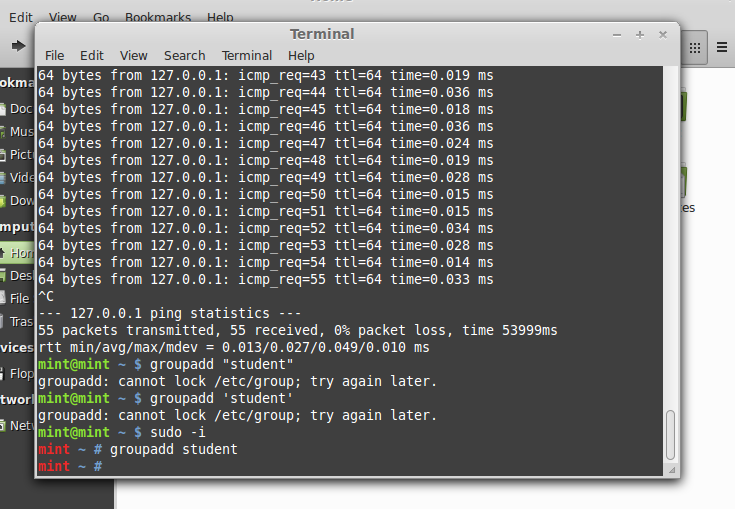 Edit View Go Bookmarks Help
Terminal
File Edit View Search Terminal Help
64 bytes from 127.0.0.1: icmp_req=43 ttl=64 time=0.019 ms
64 bytes from 127.0.0.1: icmp_req=44 ttl=64 time=0.036 ms
64 bytes from 127.0.0.1: icmp_req=45 ttl=64 time=0.018 ms
64 bytes from 127.0.0.1: icmp_req=46 ttl=64 time=0.036 ms
64 bytes from 127.0.0.1: icmp_req=47 ttl=64 time=0.024 ms
64 bytes from 127.0.0.1: icmp_req=48 ttl=64 time=0.019 ms
64 bytes from 127.0.0.1: icmp_req=49 ttl=64 time=0.028 ms
64 bytes from 127.0.0.1: icmp_req=50 ttl=64 time=0.015 ms
64 bytes from 127.0.0.1: icmp_req=51 ttl=64 time=0.015 ms
64 bytes from 127.0.0.1: icmp_req=52 ttl=64 time=0.034 ms
64 bytes from 127.0.0.1: icmp_req=53 ttl=64 time=0.028 ms
64 bytes from 127.0.0.1: icmp_req=54 ttl=64 time=0.014 ms
64 bytes from 127.0.0.1: icmp_req=55 ttl=64 time=0.033 ms
^C
--- 127.0.0.1 ping statistics ---
55 packets transmitted, 55 received, 0% packet loss, time 53999ms
rtt min/avg/max/mdev = 0.013/0.027/0.049/0.010 ms
mint@mint ~ $ groupadd "student"
groupadd: cannot lock /etc/group; try again later.
mint@mint ~ $ groupadd 'student'
groupadd: cannot lock /etc/group; try again later.
mint@mint ~ $ sudo -i
mint ~ # groupadd student
mint ~ #
okma
Doc
Mus
Pictu
Vide
Dow
mput
Hom
Desk
File
Tras
vices
Flop
twor
Netw
es